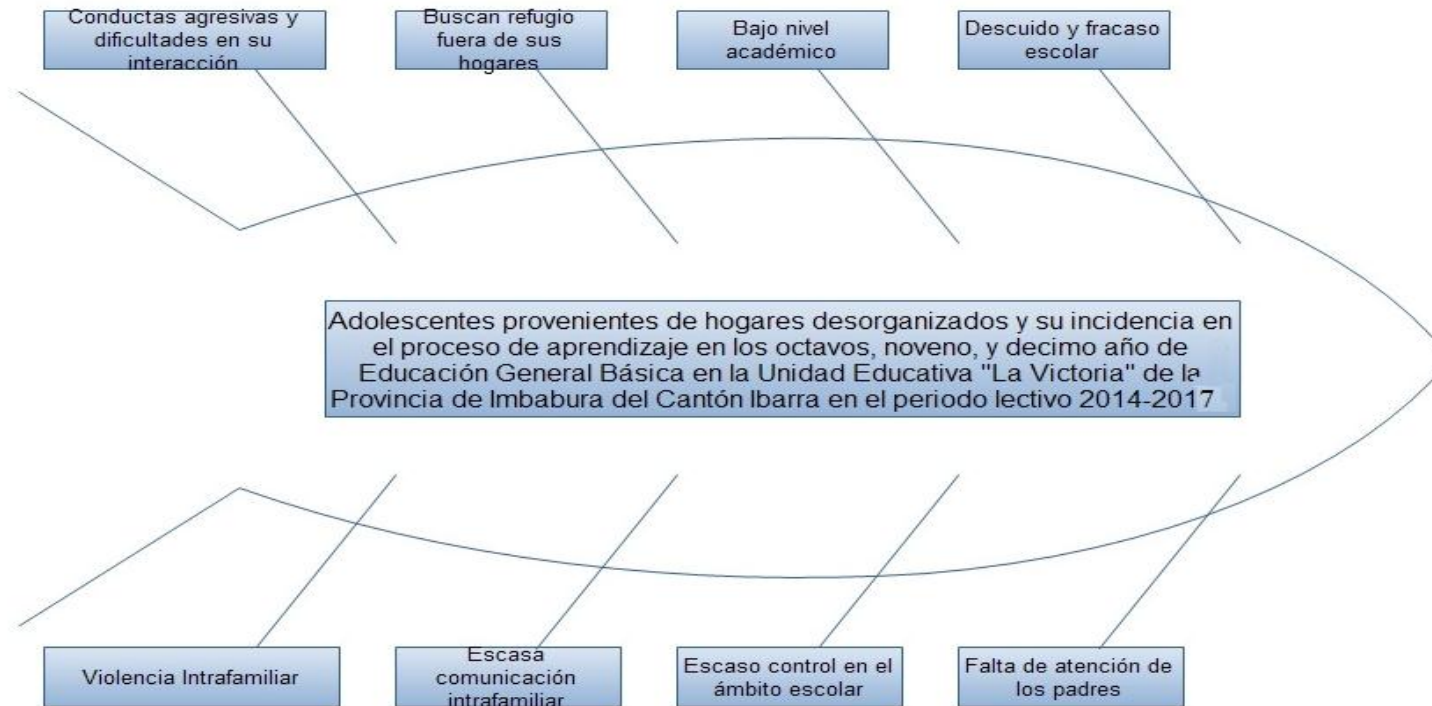 Conductas agresivas y
dificultades en su
interacción
Buscan refugio
fuera de sus
hogares
Bajo nivel
académico
Descuido y fracaso
escolar
Adolescentes provenientes de hogares desorganizados y su incidencia en
el proceso de aprendizaje en los octavos, noveno, y decimo año de
Educación General Básica en la Unidad Educativa "La Victoria" de la
Provincia de Imbabura del Cantón Ibarra en el periodo lectivo 2014-2017
Violencia Intrafamiliar
Escasa
comunicación
intrafamiliar
Escaso control en el
ámbito escolar
Falta de atención de
los padres